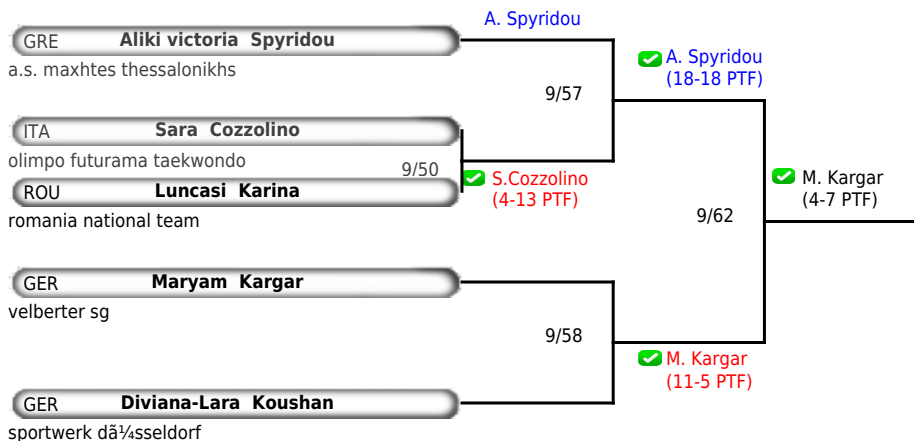 A. Spyridou
GRE Aliki victoria Spyridou
a.s. maxhtes thessalonikhs
A. Spyridou
(18-18 PTF)
9/57
ITA Sara Cozzolino
olimpo futurama taekwondo
9/50
S.Cozzolino
(4-13 PTF)
ROU Luncasi Karina
romania national team
M. Kargar
(4-7 PTF)
9/62
GER Maryam Kargar
velberter sg
9/58
M. Kargar
(11-5 PTF)
GER Diviana-Lara Koushan
sportwerk dã¼sseldorf